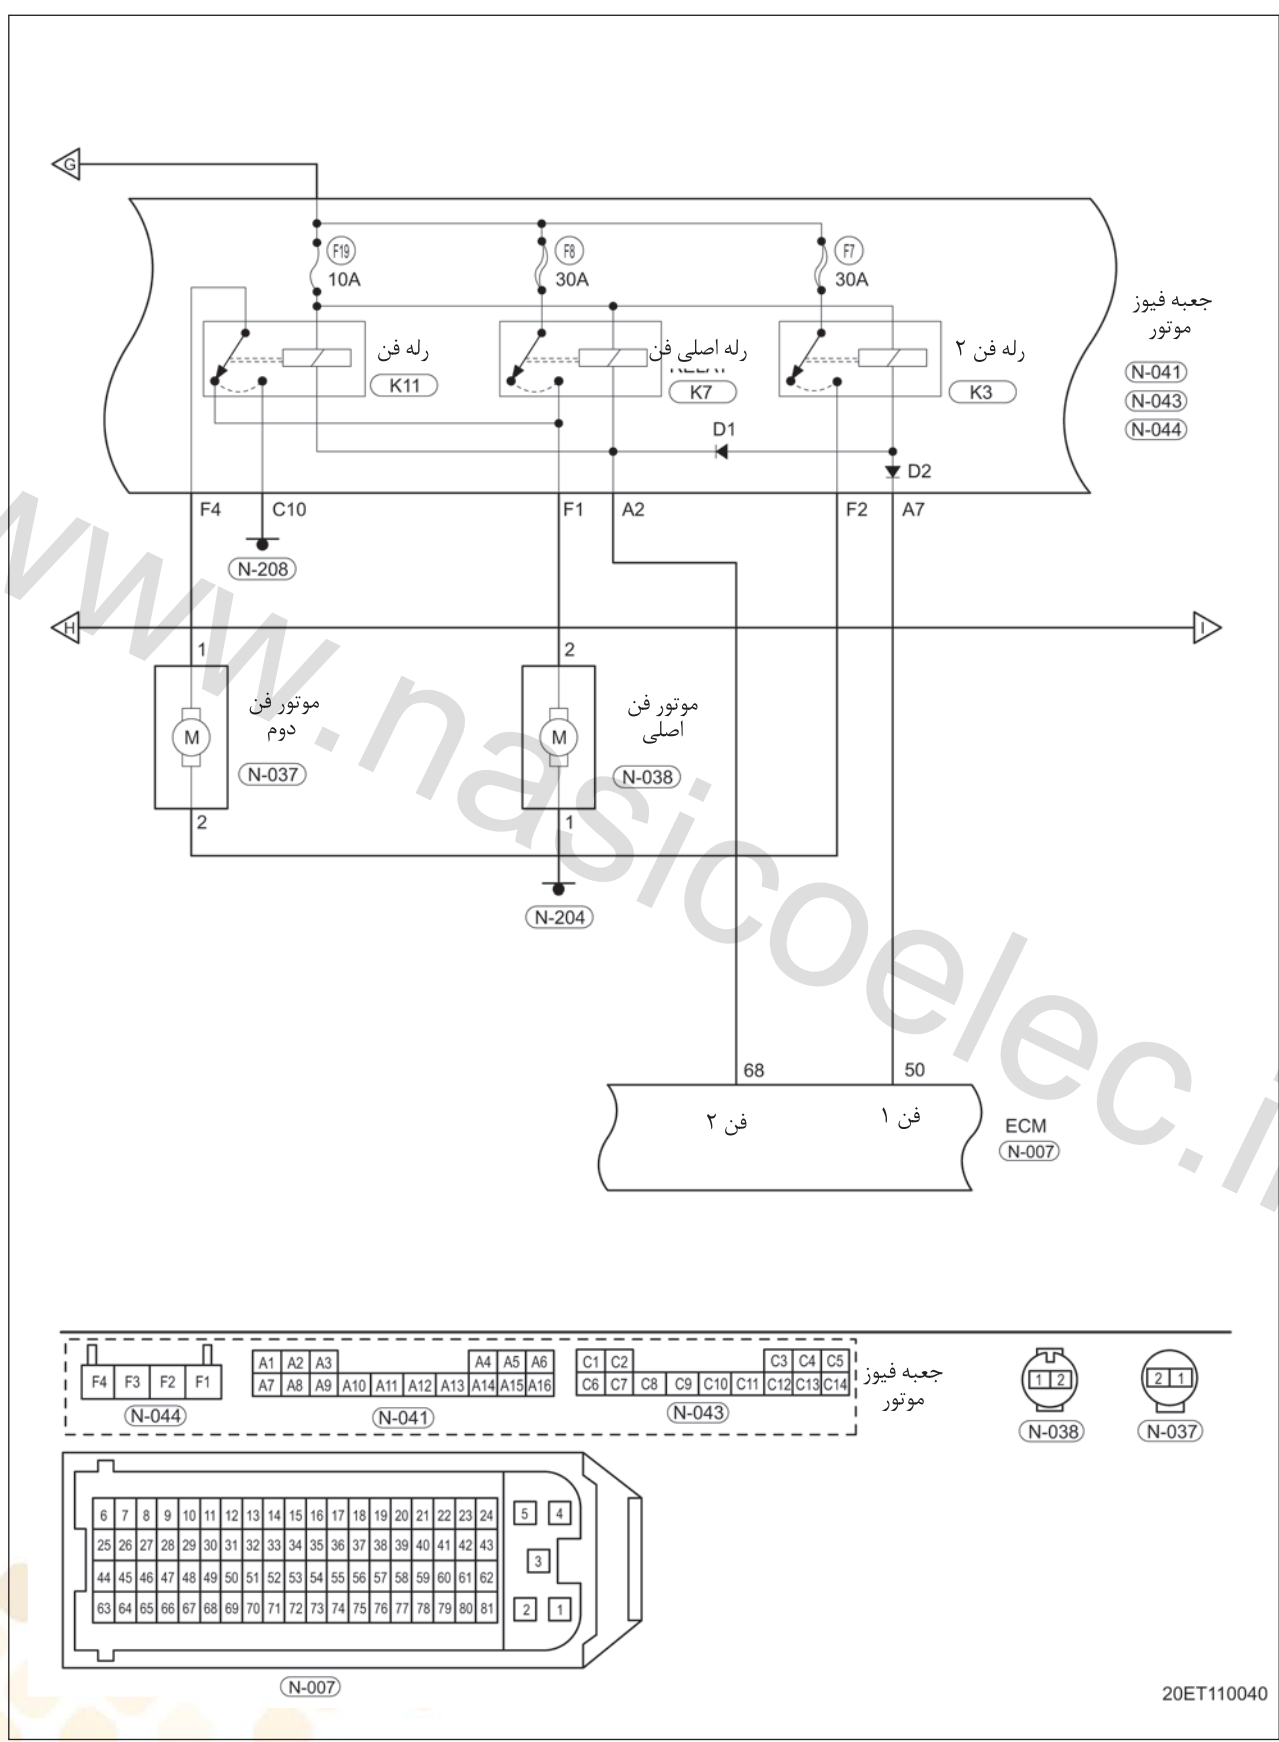 G
F19
10A
F8
30A
F7
30A
جعبه فیوز
موتور
N-041
N-043
N-044
رله فن
K11
رله اصلی فن
K7
رله فن ۲
K3
D1
D2
F4
C10
F1
A2
F2
A7
N-208
H
I
1
2
موتور فن
دوم
M
N-037
موتور فن
اصلی
M
N-038
2
1
N-204
68
50
فن ۲
فن ۱
ECM
N-007
www.nasicoelec.ir
F4 F3 F2 F1
N-044
A1 A2 A3 A4 A5 A6
A7 A8 A9 A10 A11 A12 A13 A14 A15 A16
N-041
C1 C2 C3 C4 C5
C6 C7 C8 C9 C10 C11 C12 C13 C14
N-043
جعبه فیوز
موتور
1 2
N-038
2 1
N-037
6 7 8 9 10 11 12 13 14 15 16 17 18 19 20 21 22 23 24
25 26 27 28 29 30 31 32 33 34 35 36 37 38 39 40 41 42 43
44 45 46 47 48 49 50 51 52 53 54 55 56 57 58 59 60 61 62
63 64 65 66 67 68 69 70 71 72 73 74 75 76 77 78 79 80 81
5 4
3
2 1
N-007
20ET110040